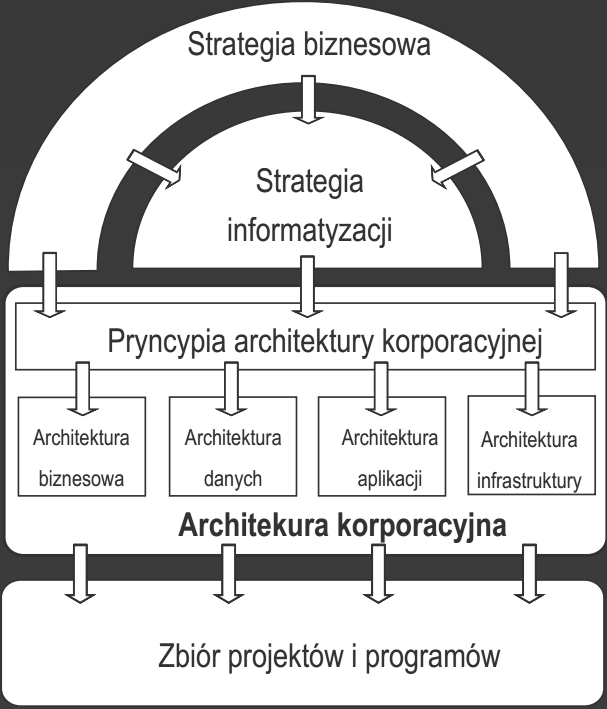 Strategia biznesowa
Strategia
informatyzacji
Pryncypia architektury korporacyjnej
Architektura
biznesowa
Architektura
danych
Architektura
aplikacji
Architektura
infrastruktury
Architekura korporacyjna
Zbiór projektów i programów